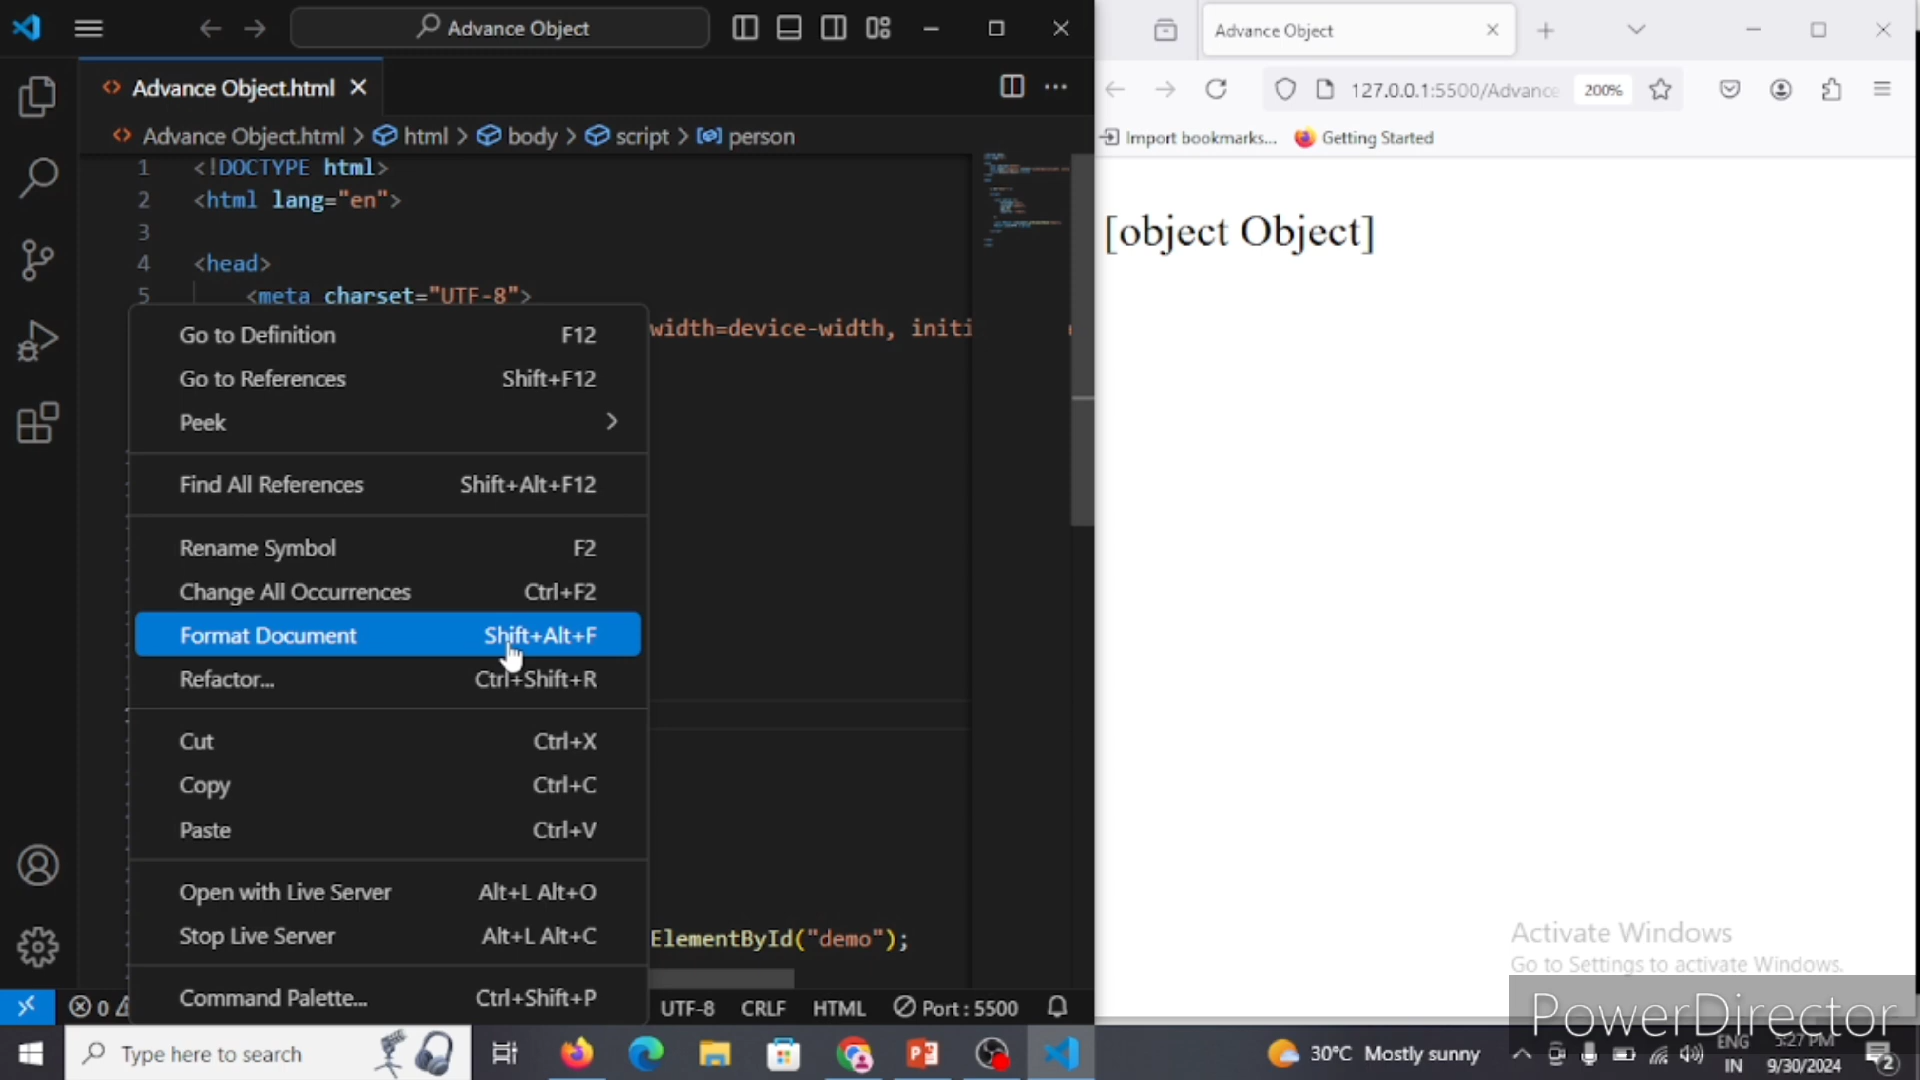 Advance Object
Advance Object.html
Advance Object.html > html > body > script > person
1 <!DOCTYPE html>
2 <html lang="en">
3
4 <head>
5 <meta charset="UTF-8">
width=device-width, initi
Go to Definition F12
Go to References Shift+F12
Peek
Find All References Shift+Alt+F12
Rename Symbol F2
Change All Occurrences Ctrl+F2
Format Document Shift+Alt+F
Refactor... Ctrl+Shift+R
Cut Ctrl+X
Copy Ctrl+C
Paste Ctrl+V
Open with Live Server Alt+L Alt+O
Stop Live Server Alt+L Alt+C
Command Palette... Ctrl+Shift+P
ElementById("demo");
0
UTF-8 CRLF HTML Port : 5500
Advance Object
127.0.0.1:5500/Advance 200%
Import bookmarks... Getting Started
[object Object]
Activate Windows
Go to Settings to activate Windows.
PowerDirector
Type here to search
30°C Mostly sunny
ENG
IN
5:27 PM
9/30/2024
2